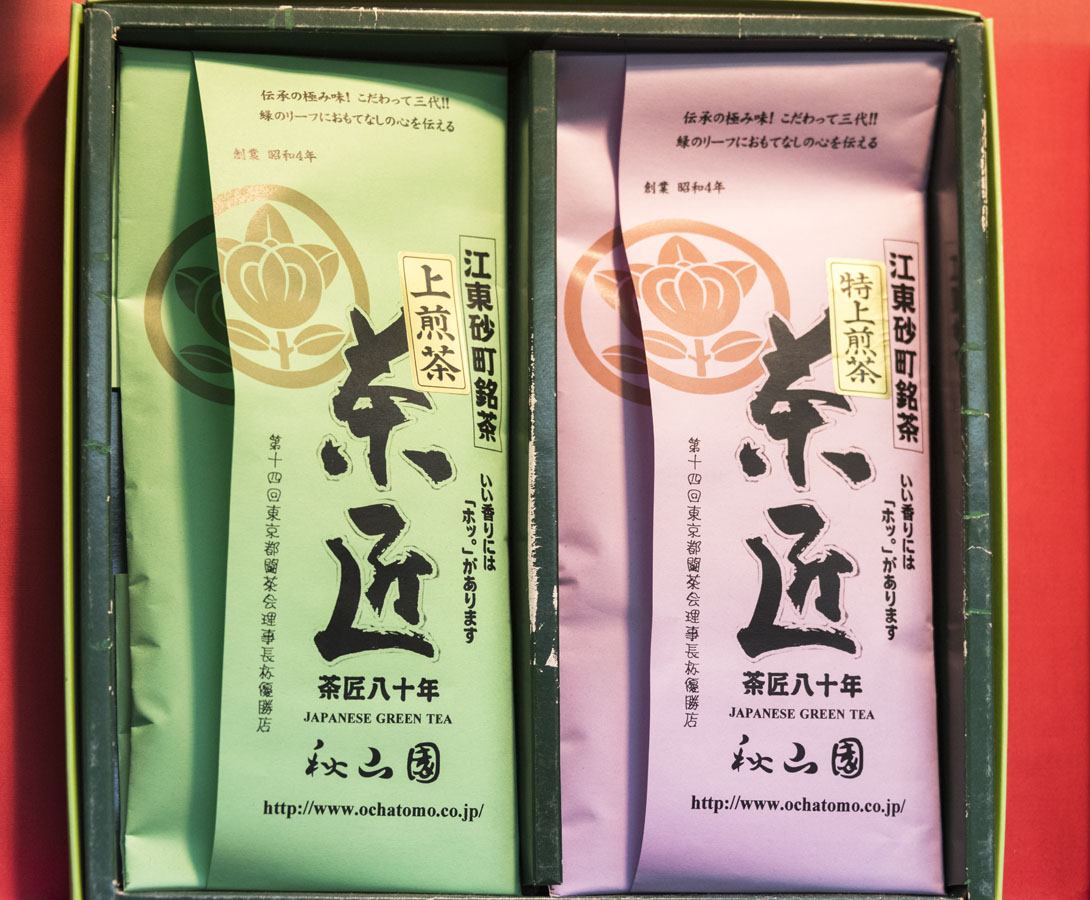 伝承の極み味! こだわって三代!!
緑のリーフにおもてなしの心を伝える
創業 昭和4年
江東砂町銘茶
上煎茶
茶匠
いい香りには
「ホッ。」があります
第十四回東京都闘茶会理事長杯優勝店
茶匠八十年
JAPANESE GREEN TEA
秋山園
http://www.ochatomo.co.jp/
伝承の極み味! こだわって三代!!
緑のリーフにおもてなしの心を伝える
創業 昭和4年
江東砂町銘茶
特上煎茶
茶匠
いい香りには
「ホッ。」があります
第十四回東京都闘茶会理事長杯優勝店
茶匠八十年
JAPANESE GREEN TEA
秋山園
http://www.ochatomo.co.jp/